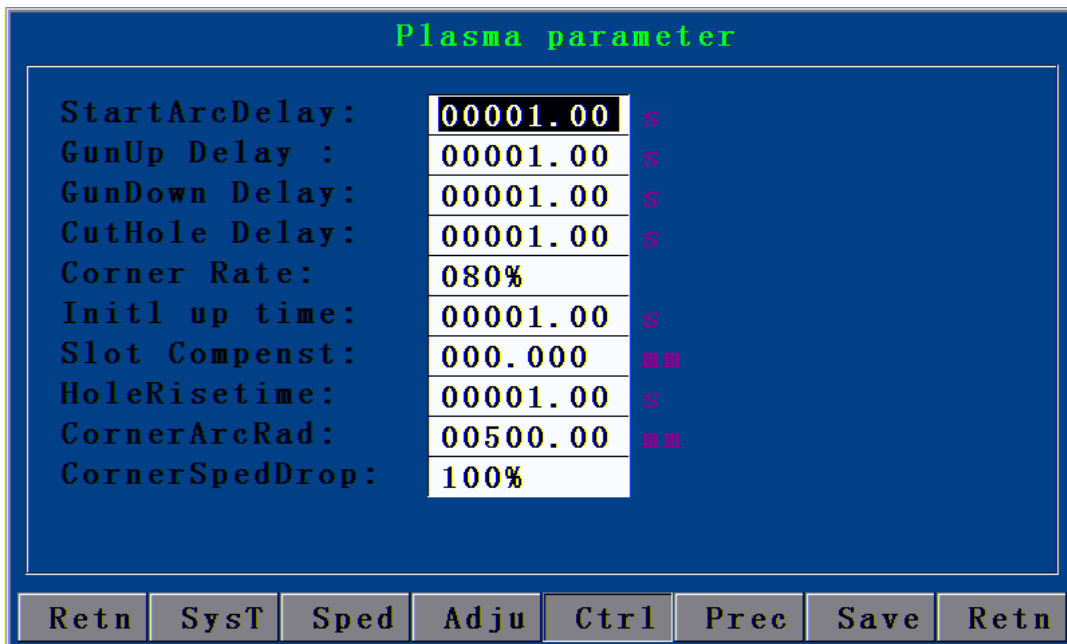 Plasma parameter
StartArcDelay: 00001.00 s
GunUp Delay : 00001.00 s
GunDown Delay: 00001.00 s
CutHole Delay: 00001.00 s
Corner Rate: 080%
Initl up time: 00001.00 s
Slot Compenst: 000.000 mm
HoleRisetime: 00001.00 s
CornerArcRad: 00500.00 mm
CornerSpedDrop: 100%
Retn SysT Sped Adju Ctrl Prec Save Retn